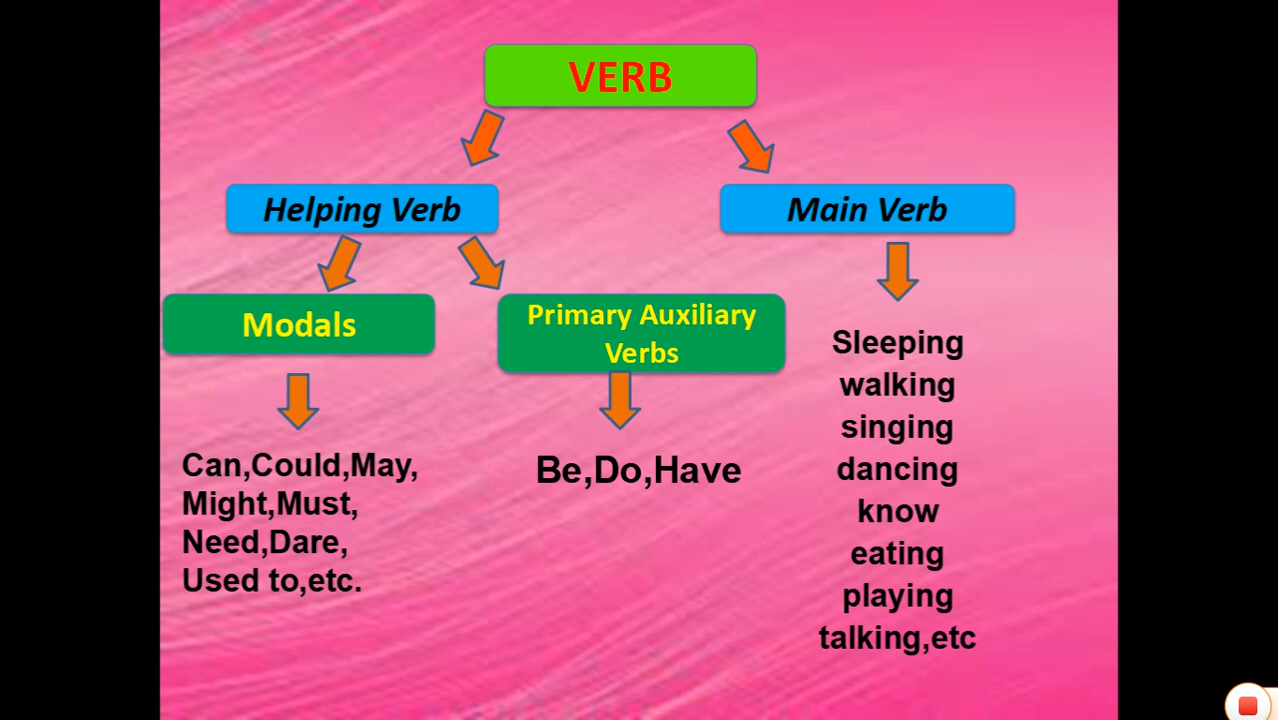 VERB
Helping Verb
Main Verb
Modals
Primary Auxiliary
Verbs
Can,Could,May,
Might,Must,
Need,Dare,
Used to,etc.
Be,Do,Have
Sleeping
walking
singing
dancing
know
eating
playing
talking,etc